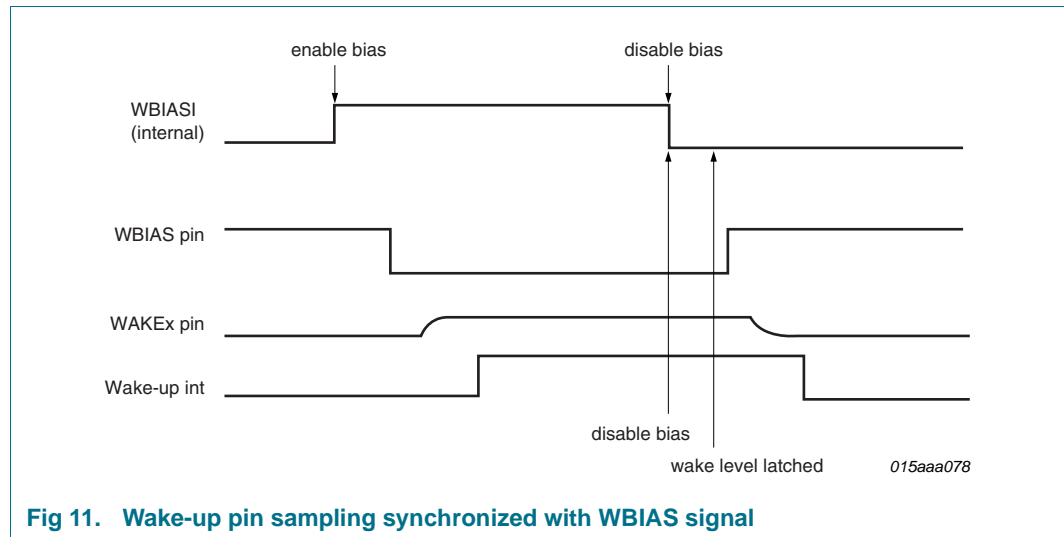 enable bias
disable bias
WBIASI
(internal)
WBIAS pin
WAKEx pin
Wake-up int
disable bias
wake level latched
015aaa078
Fig 11. Wake-up pin sampling synchronized with WBIAS signal